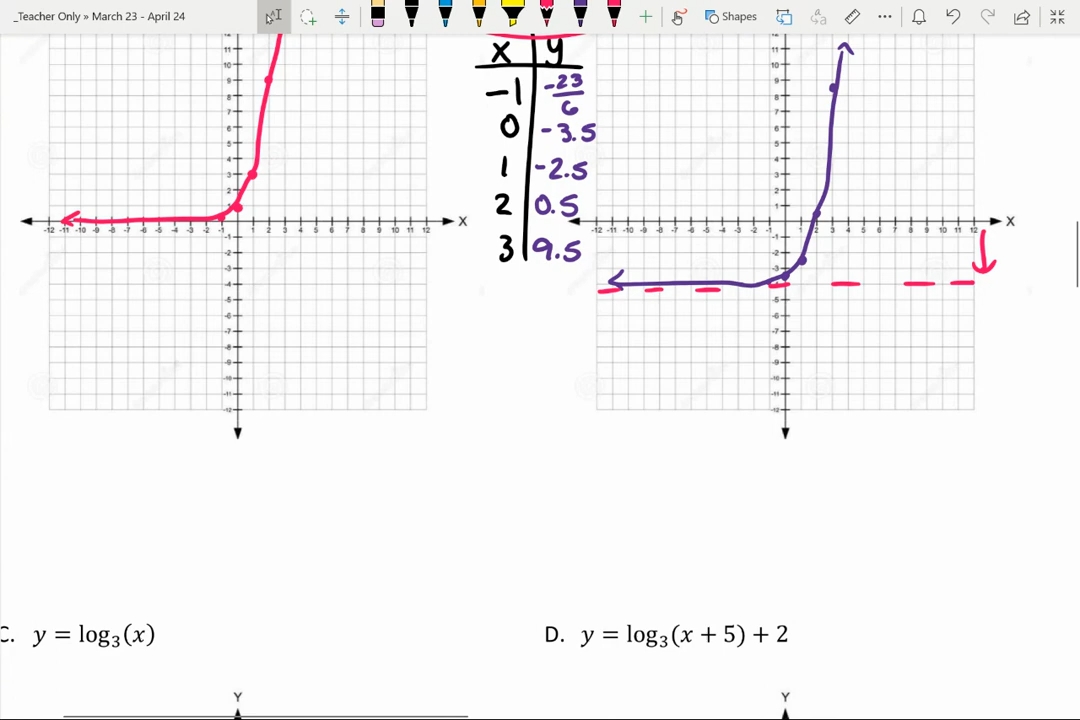 _Teacher Only » March 23 - April 24
Shapes
x y
-1 -23/6
0 -3.5
1 -2.5
2 0.5
3 9.5
X
X
C. y = log₃(x)
D. y = log₃(x + 5) + 2
Y
Y